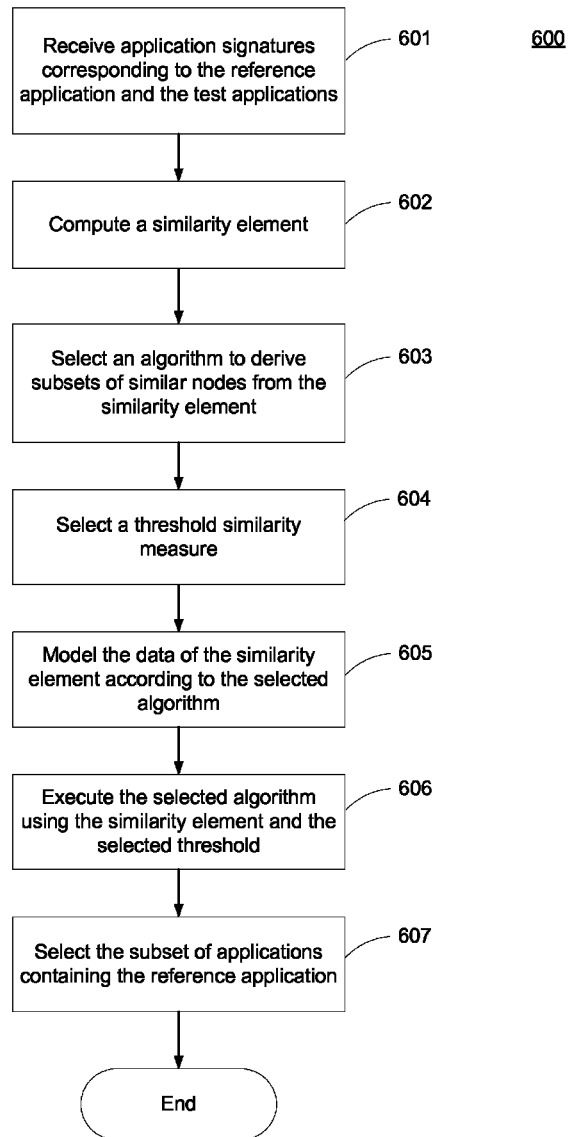 Receive application signatures
corresponding to the reference
application and the test applications
601
600
Compute a similarity element
602
Select an algorithm to derive
subsets of similar nodes from the
similarity element
603
Select a threshold similarity
measure
604
Model the data of the similarity
element according to the selected
algorithm
605
Execute the selected algorithm
using the similarity element and the
selected threshold
606
Select the subset of applications
containing the reference application
607
End